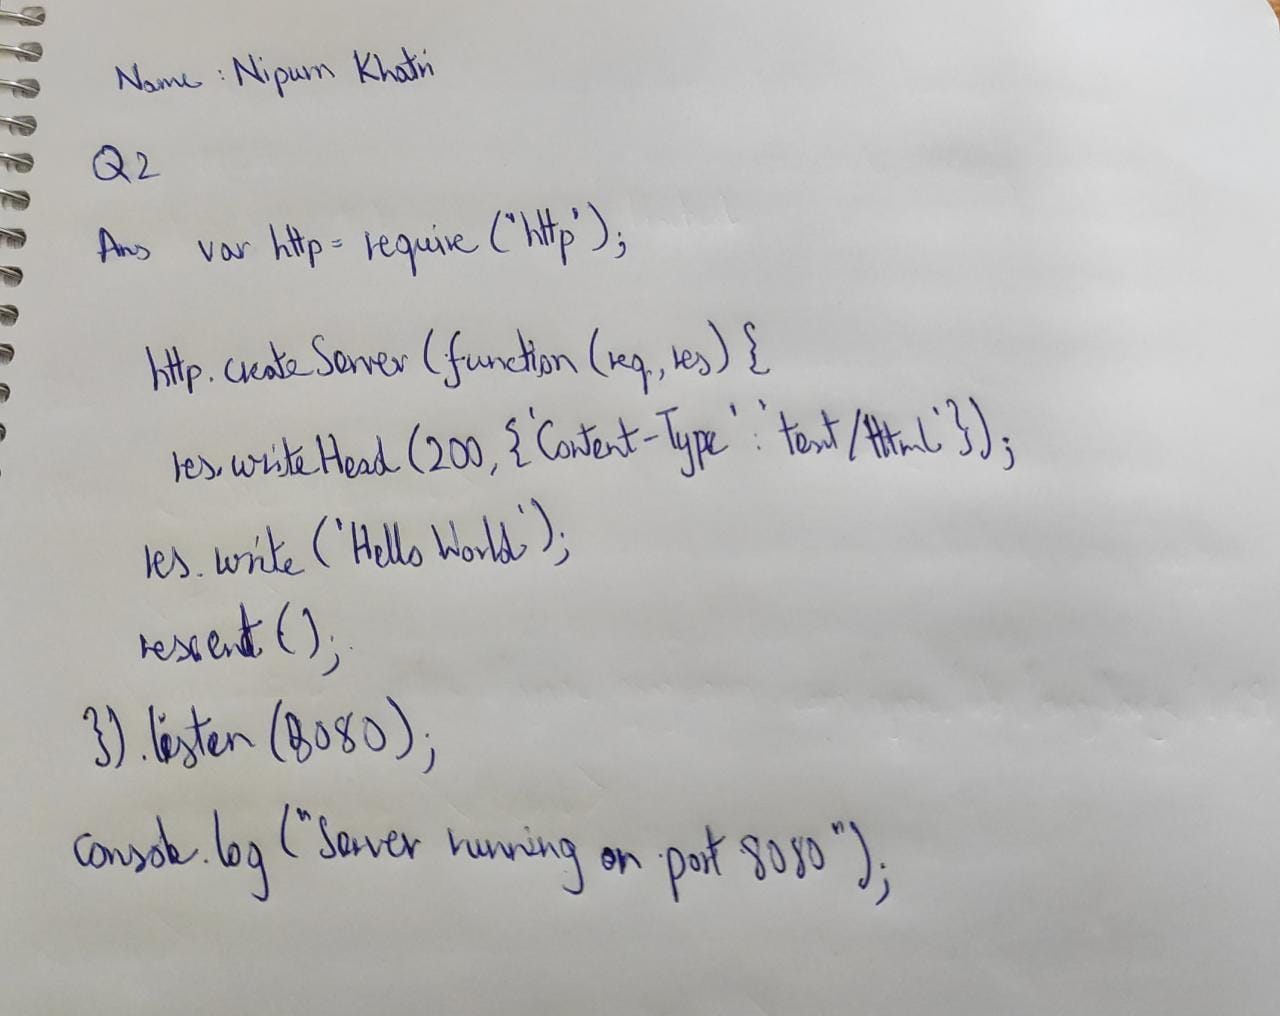 Name : Nipurn Khatri
Q2
Ans var http = require ("http');
http.createServer (function (req, res) {
res.writeHead (200, {'Content-Type' : 'text/Html'});
res.write ('Hello World');
res.end ();
}).listen (8080);
console.log ("Server running on port 8080");